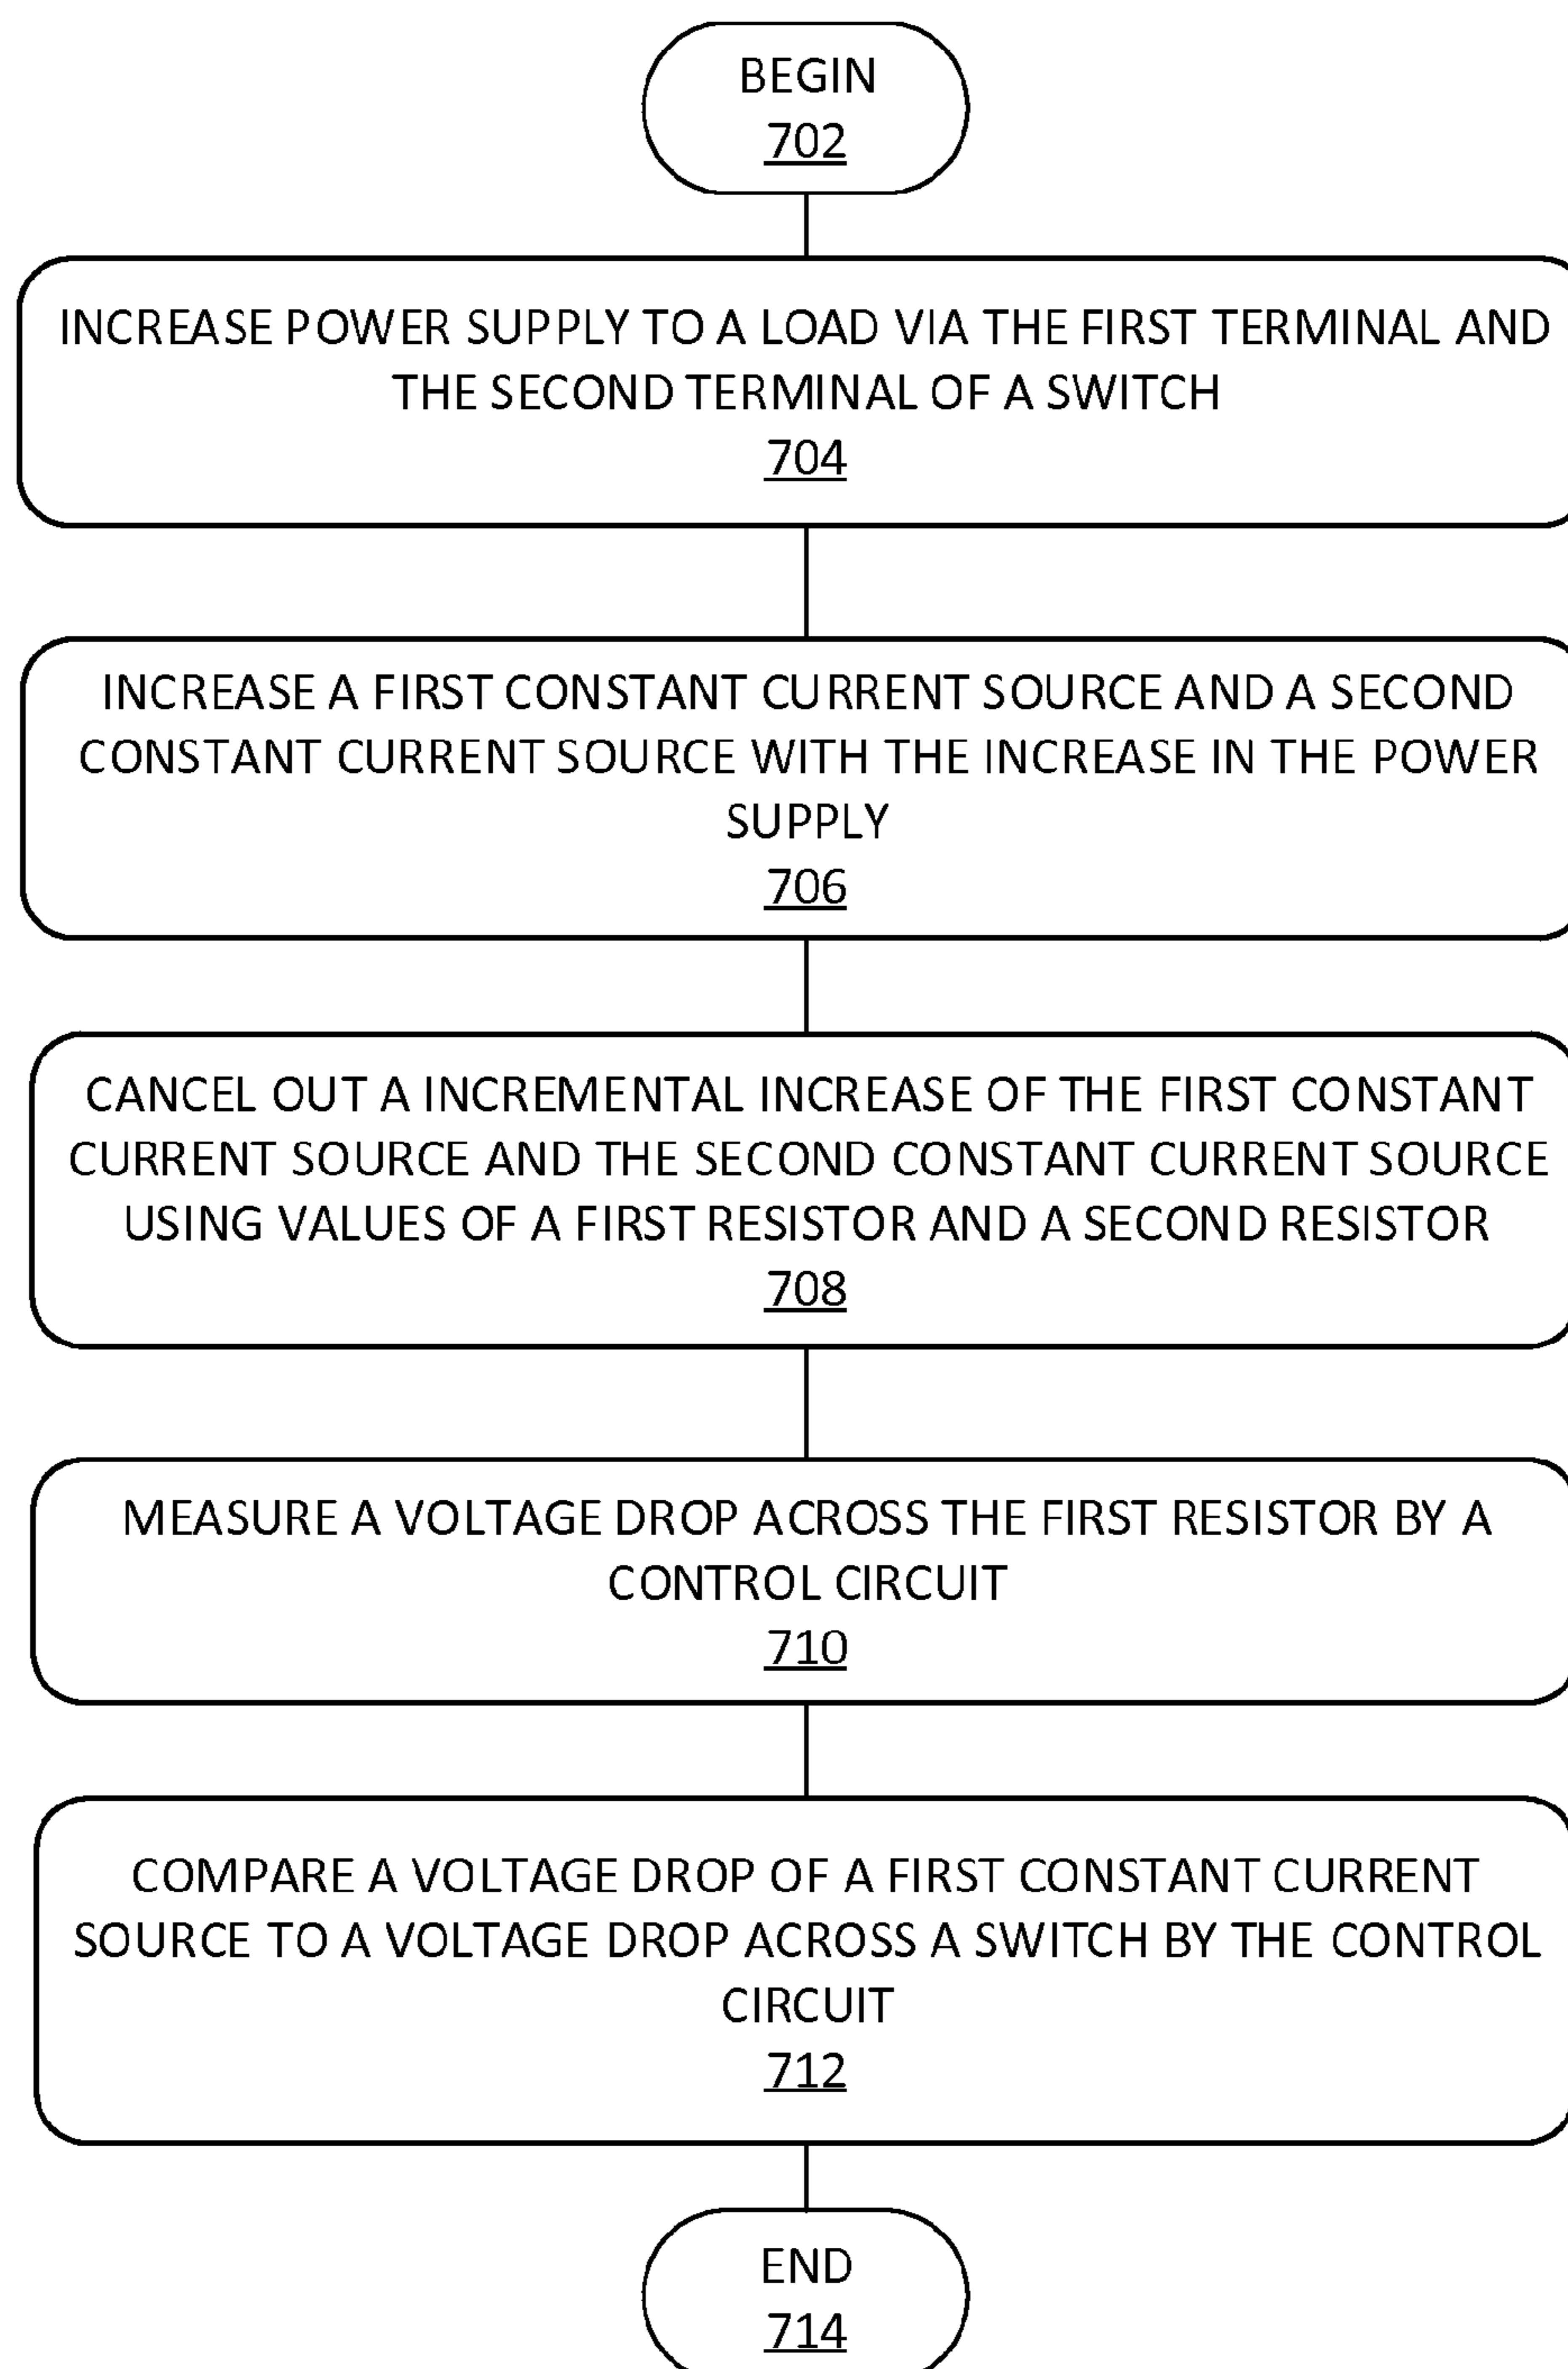 BEGIN
702
INCREASE POWER SUPPLY TO A LOAD VIA THE FIRST TERMINAL AND
THE SECOND TERMINAL OF A SWITCH
704
INCREASE A FIRST CONSTANT CURRENT SOURCE AND A SECOND
CONSTANT CURRENT SOURCE WITH THE INCREASE IN THE POWER
SUPPLY
706
CANCEL OUT A INCREMENTAL INCREASE OF THE FIRST CONSTANT
CURRENT SOURCE AND THE SECOND CONSTANT CURRENT SOURCE
USING VALUES OF A FIRST RESISTOR AND A SECOND RESISTOR
708
MEASURE A VOLTAGE DROP ACROSS THE FIRST RESISTOR BY A
CONTROL CIRCUIT
710
COMPARE A VOLTAGE DROP OF A FIRST CONSTANT CURRENT
SOURCE TO A VOLTAGE DROP ACROSS A SWITCH BY THE CONTROL
CIRCUIT
712
END
714